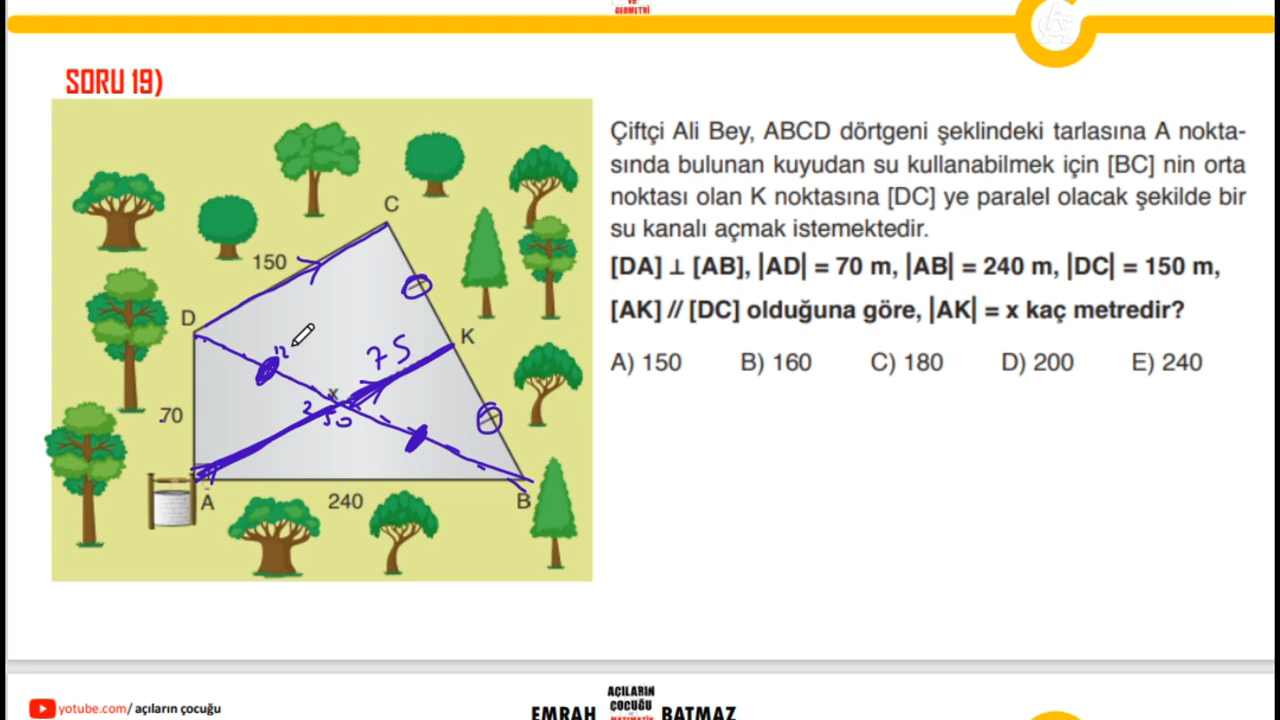 ve
GEOMETRİ
SORU 19)
Çiftçi Ali Bey, ABCD dörtgeni şeklindeki tarlasına A nokta-
sında bulunan kuyudan su kullanabilmek için [BC] nin orta
noktası olan K noktasına [DC] ye paralel olacak şekilde bir
su kanalı açmak istemektedir.
[DA] ⊥ [AB], |AD| = 70 m, |AB| = 240 m, |DC| = 150 m,
[AK] // [DC] olduğuna göre, |AK| = x kaç metredir?
A) 150 B) 160 C) 180 D) 200 E) 240
C
150
D
K
75
x
250
70
A
240
B
yotube.com/ açıların çocuğu
AÇILARIN
ÇOCUĞU
EMRAH MATEMATİK BATMAZ